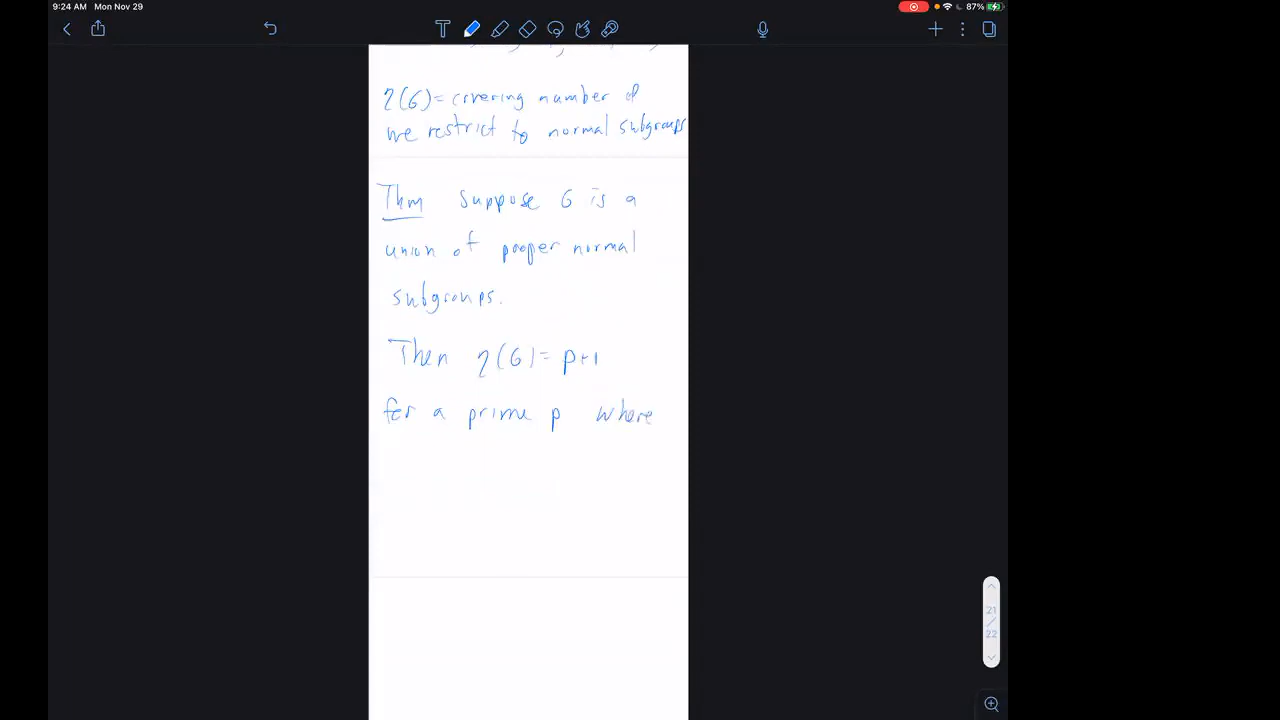 9:24 AM Mon Nov 29
87%
T
η(G) = covering number if
we restrict to normal subgroups
Thm Suppose G is a
union of proper normal
subgroups.
Then η(G) = p+1
for a prime p where
21
/
22